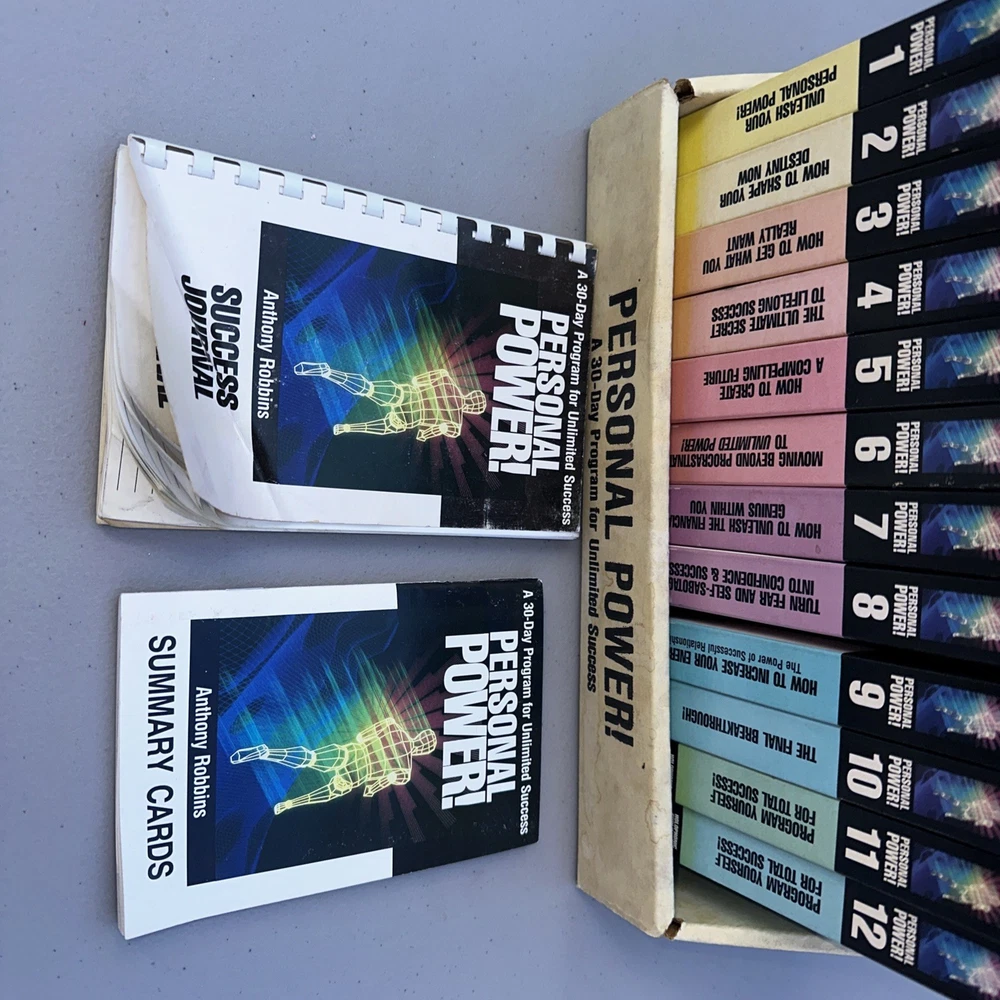 A 30-Day Program for Unlimited Success
PERSONAL
POWER!
Anthony Robbins
SUCCESS
JOURNAL
A 30-Day Program for Unlimited Success
PERSONAL
POWER!
Anthony Robbins
SUMMARY CARDS
PERSONAL POWER!
A 30-Day Program for Unlimited Success
PERSONAL
POWER!
1
UNLEASH YOUR
PERSONAL POWER!
PERSONAL
POWER!
2
HOW TO SHAPE YOUR
DESTINY NOW
PERSONAL
POWER!
3
HOW TO GET WHAT YOU
REALLY WANT
PERSONAL
POWER!
4
THE ULTIMATE SECRET
TO LIFELONG SUCCESS
PERSONAL
POWER!
5
HOW TO CREATE
A COMPELLING FUTURE
PERSONAL
POWER!
6
MOVING BEYOND
TO UNLIMITED POWER!
PERSONAL
POWER!
7
HOW TO UNLEASH THE
GENIUS WITHIN YOU
PERSONAL
POWER!
8
TURN FEAR AND
INTO CONFIDENCE & SUCCESS
PERSONAL
POWER!
9
HOW TO INCREASE YOUR
The Power of Successful
PERSONAL
POWER!
10
THE FINAL BREAKTHROUGH!
PERSONAL
POWER!
11
PROGRAM YOURSELF
FOR TOTAL SUCCESS!
PERSONAL
POWER!
12
PROGRAM YOURSELF
FOR TOTAL SUCCESS!